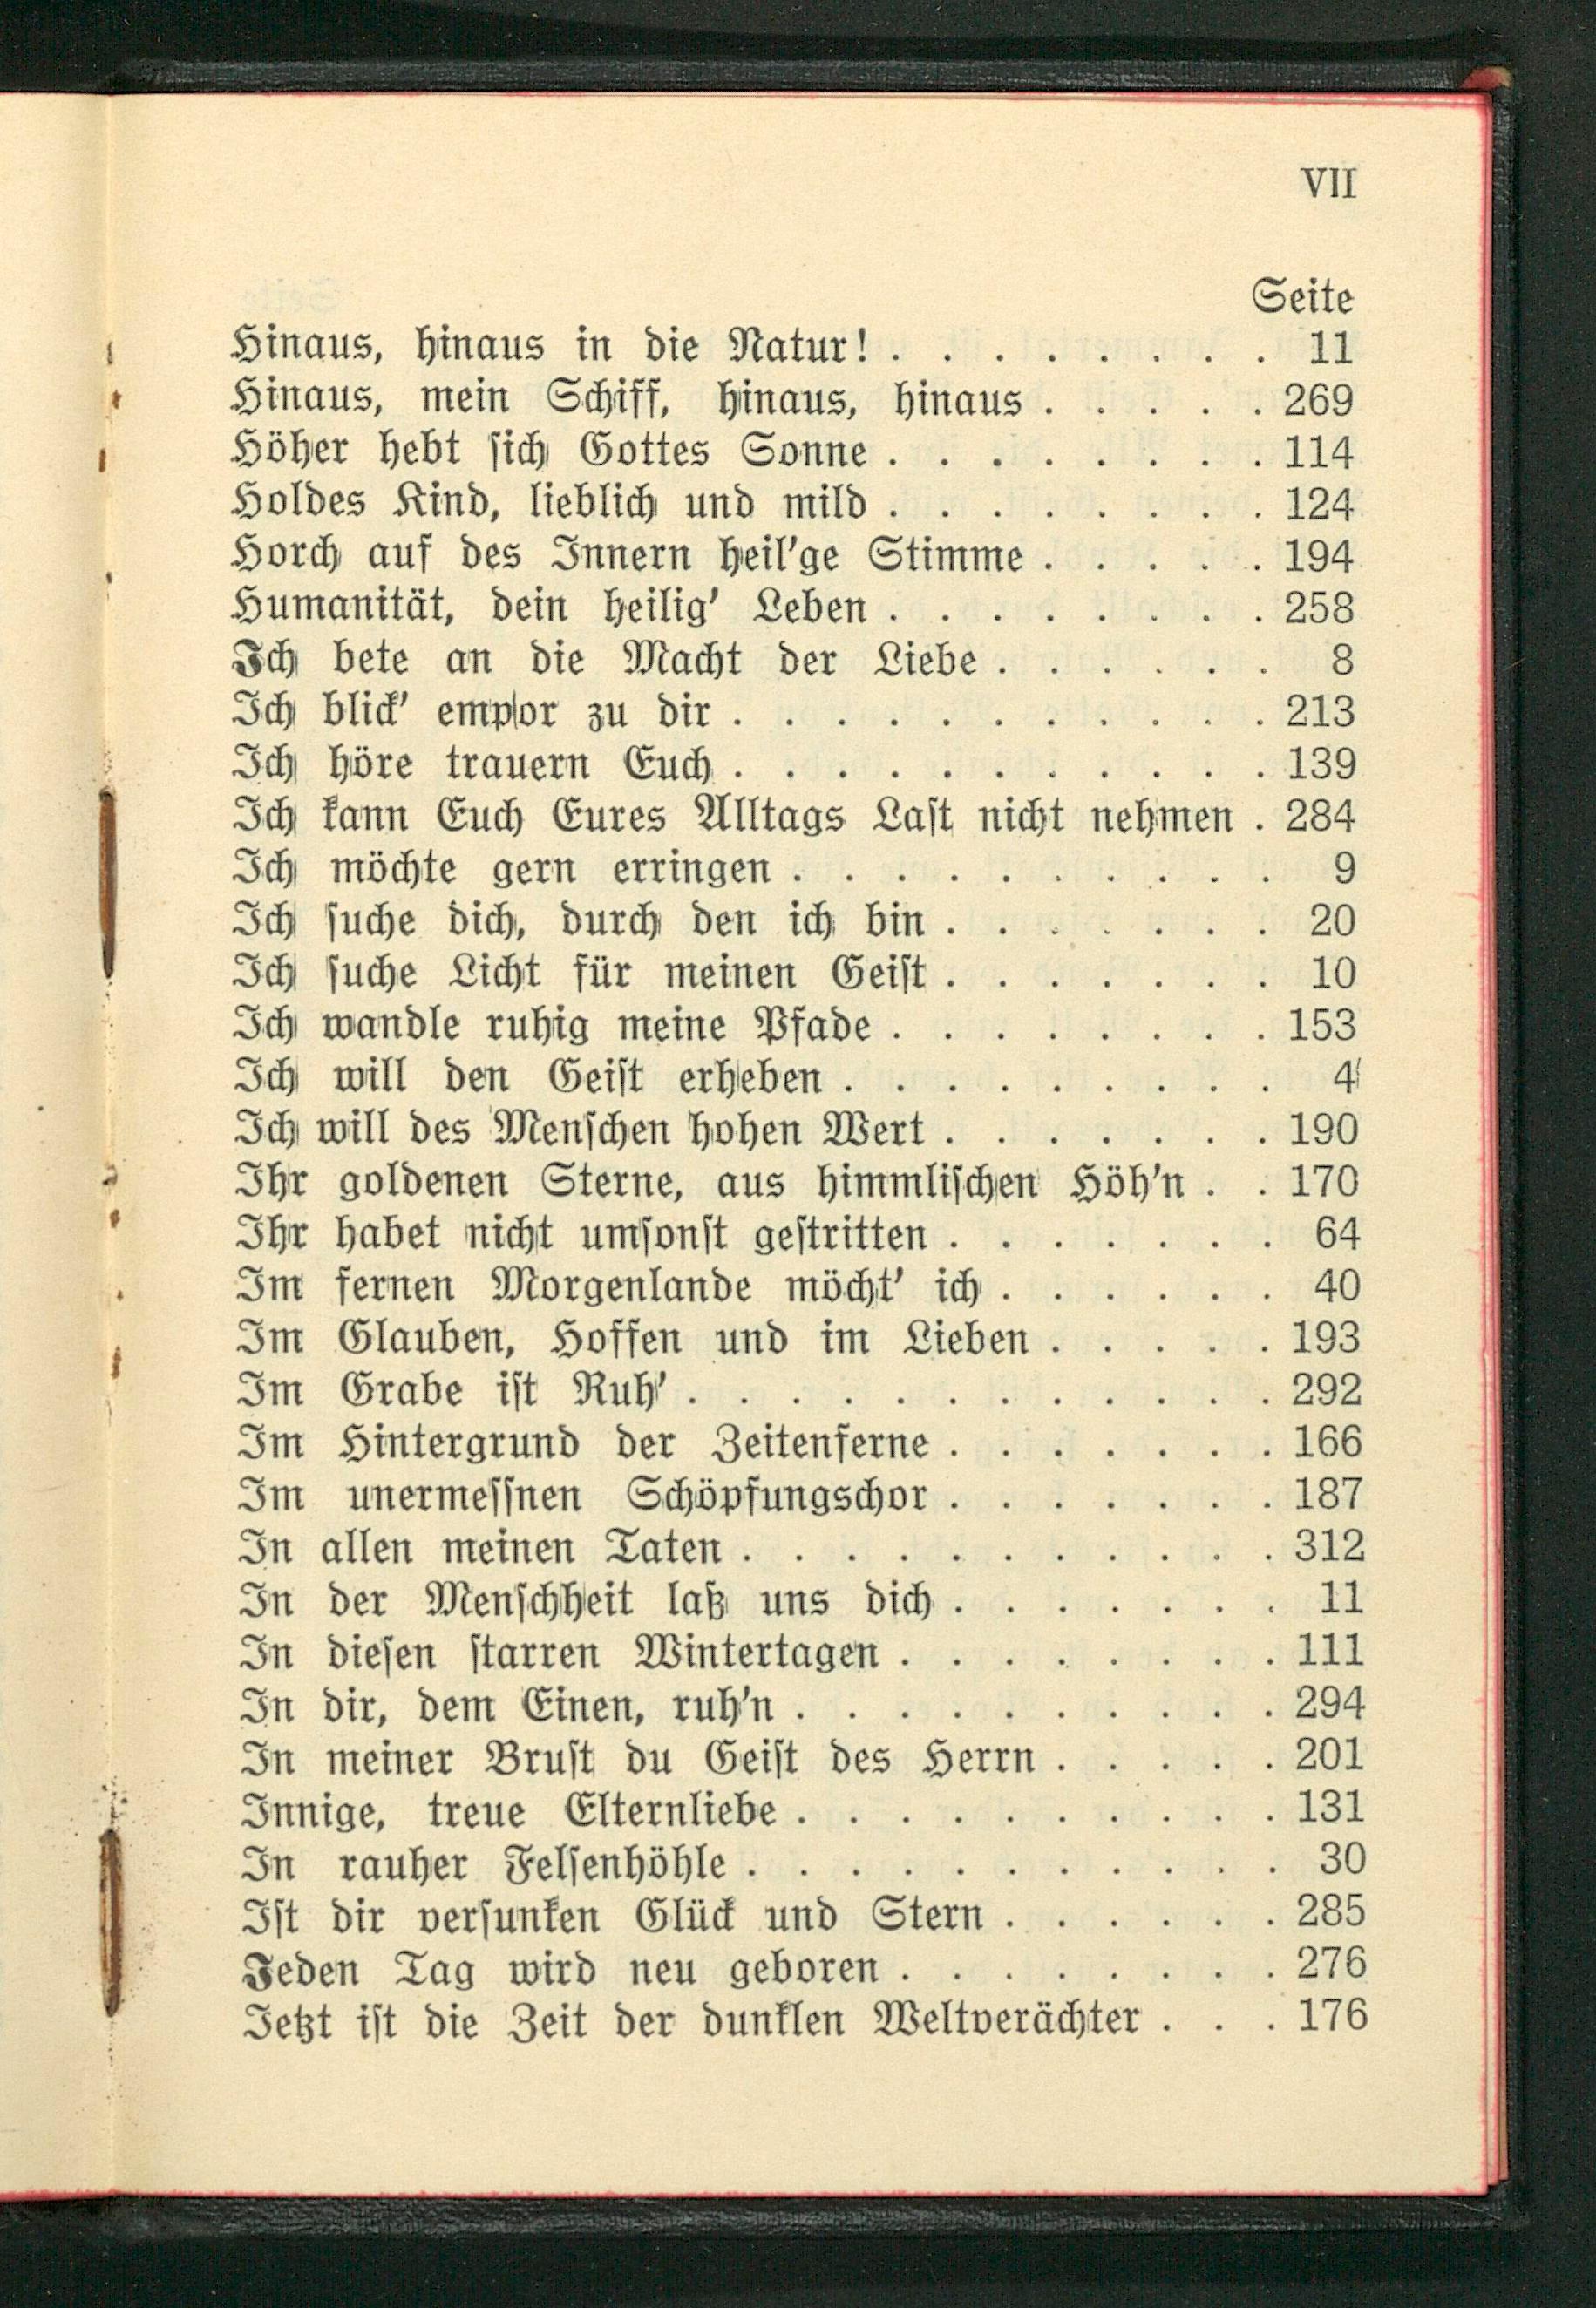 VII
Seite
Hinaus, hinaus in die Natur! . . . . . . . . 11
Hinaus, mein Schiff, hinaus, hinaus . . . . . 269
Höher hebt sich Gottes Sonne . . . . . . . . 114
Holdes Kind, lieblich und mild . . . . . . . . 124
Horch auf des Innern heil'ge Stimme . . . . . 194
Humanität, dein heilig' Leben . . . . . . . . 258
Ich bete an die Macht der Liebe . . . . . . 8
Ich blick' empor zu dir . . . . . . . . . . . 213
Ich höre trauern Euch . . . . . . . . . . . 139
Ich kann Euch Eures Alltags Last nicht nehmen . 284
Ich möchte gern erringen . . . . . . . . . . 9
Ich suche dich, durch den ich bin . . . . . . . 20
Ich suche Licht für meinen Geist . . . . . . . 10
Ich wandle ruhig meine Pfade . . . . . . . . 153
Ich will den Geist erheben . . . . . . . . . 4
Ich will des Menschen hohen Wert . . . . . . . 190
Ihr goldenen Sterne, aus himmlischen Höh'n . . 170
Ihr habet nicht umsonst gestritten . . . . . . . 64
Im fernen Morgenlande möcht' ich . . . . . . 40
Im Glauben, Hoffen und im Lieben . . . . . 193
Im Grabe ist Ruh' . . . . . . . . . . . . 292
Im Hintergrund der Zeitenferne . . . . . . . 166
Im unermessnen Schöpfungschor . . . . . . . 187
In allen meinen Taten . . . . . . . . . . . 312
In der Menschheit laß uns dich . . . . . . . 11
In diesen starren Wintertagen . . . . . . . . 111
In dir, dem Einen, ruh'n . . . . . . . . . . 294
In meiner Brust du Geist des Herrn . . . . . 201
Innige, treue Elternliebe . . . . . . . . . . 131
In rauher Felsenhöhle . . . . . . . . . . . 30
Ist dir versunken Glück und Stern . . . . . . 285
Jeden Tag wird neu geboren . . . . . . . . 276
Jetzt ist die Zeit der dunklen Weltverächter . . . 176